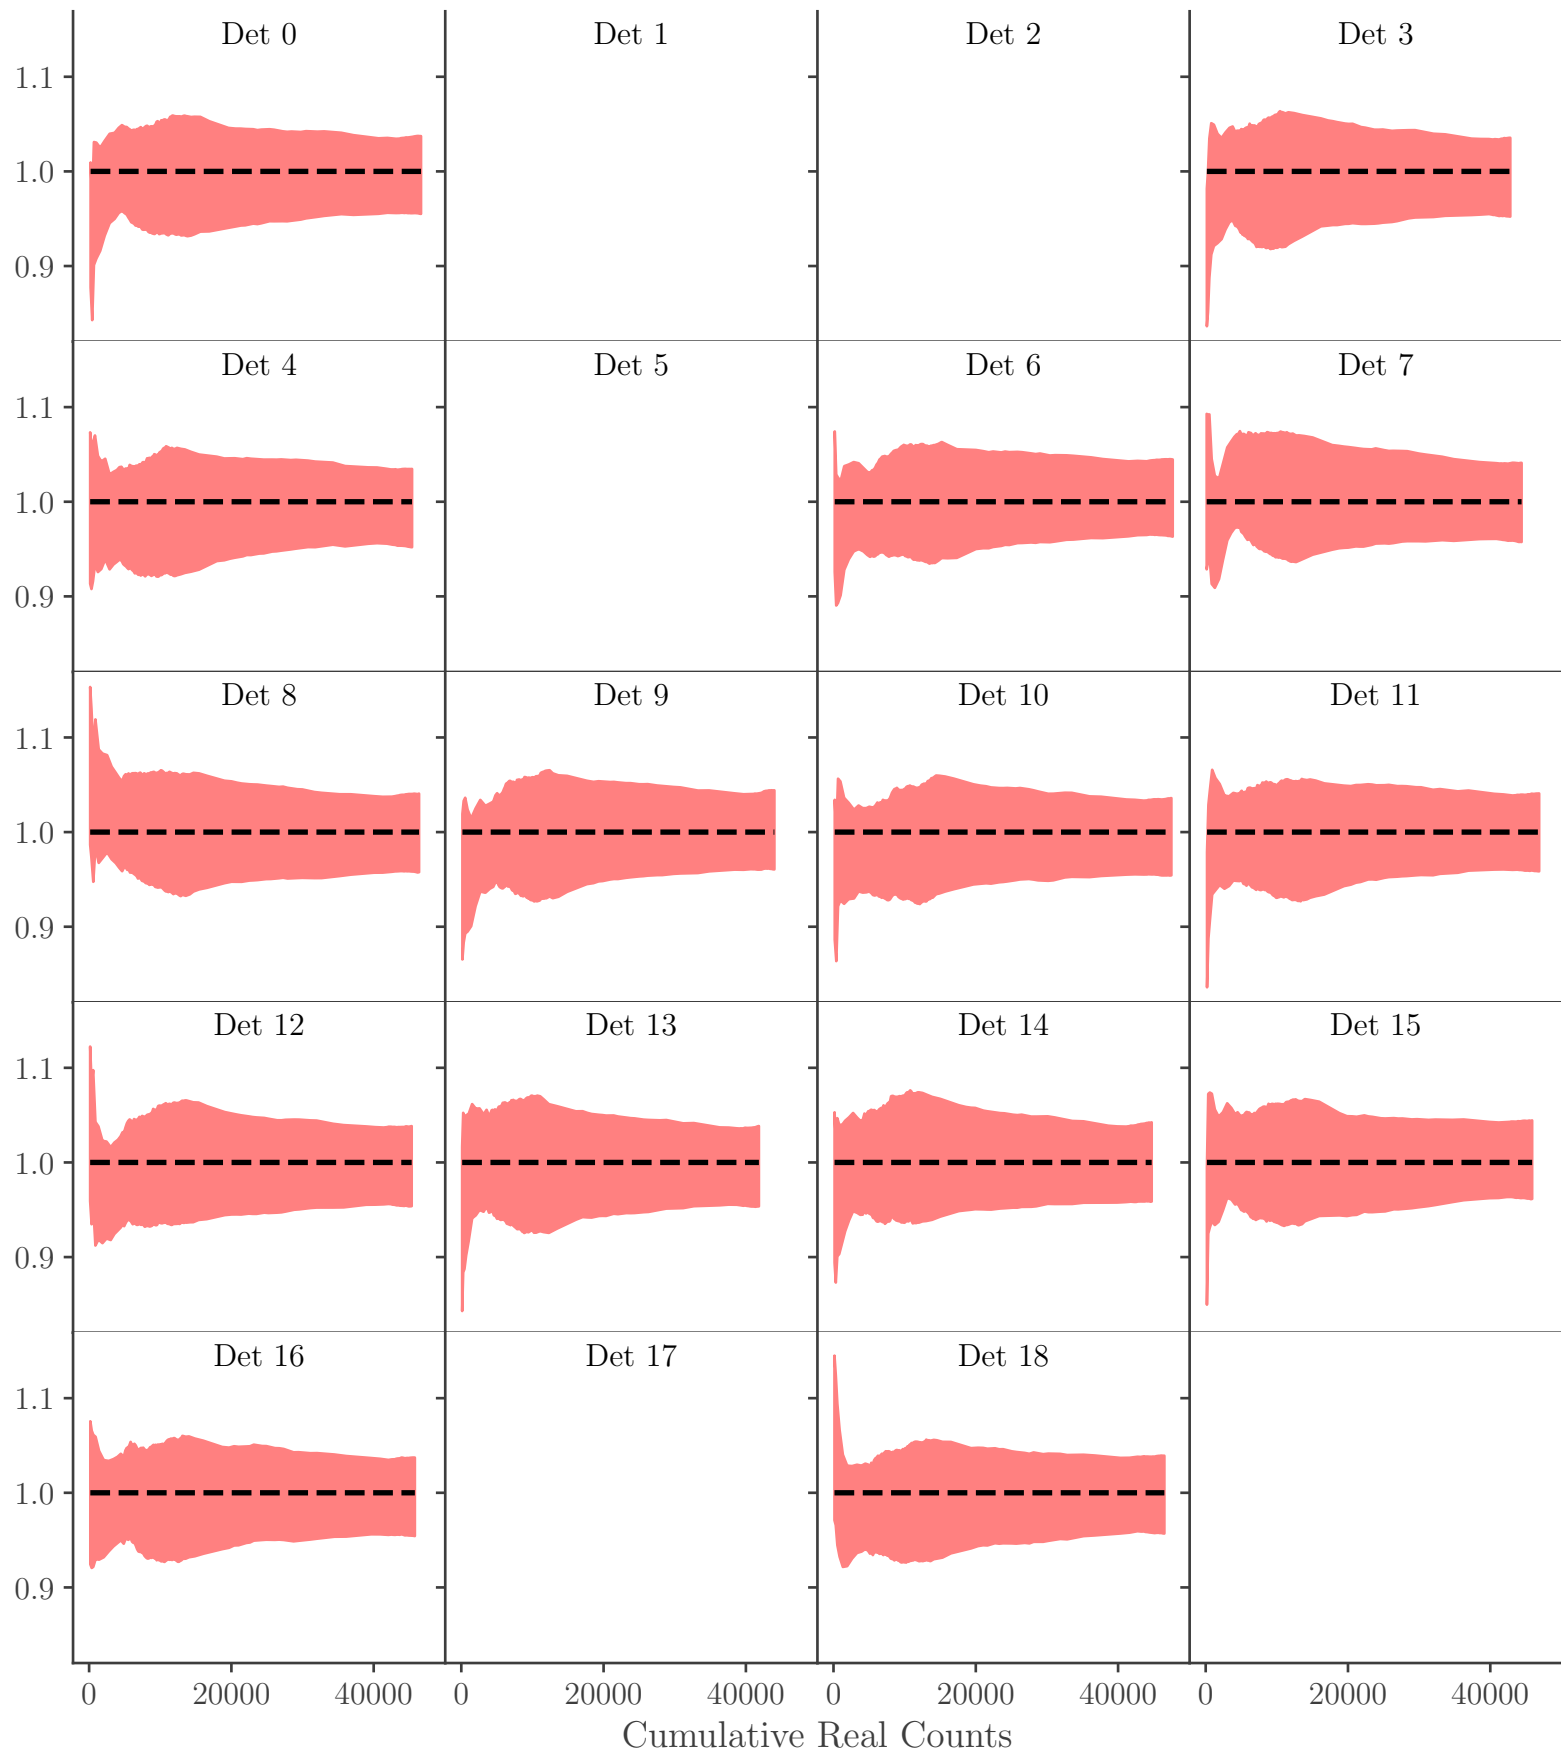 Det 0 Det 1 Det 2 Det 3
1.1
1.0
0.9
Det 4 Det 5 Det 6 Det 7
1.1
1.0
0.9
Det 8 Det 9 Det 10 Det 11
1.1
1.0
0.9
Det 12 Det 13 Det 14 Det 15
1.1
1.0
0.9
Det 16 Det 17 Det 18
1.1
1.0
0.9
0 20000 40000 0 20000 40000 0 20000 40000 0 20000 40000
Cumulative Real Counts